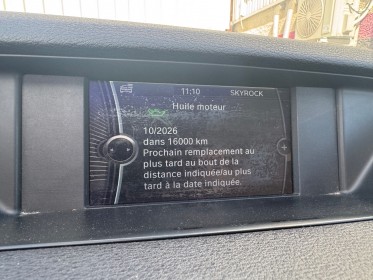 11:10 SKYROCK
Huile moteur
10/2026
dans 16000 km
Prochain remplacement au
plus tard au bout de la
distance indiquée/au plus
tard à la date indiquée.